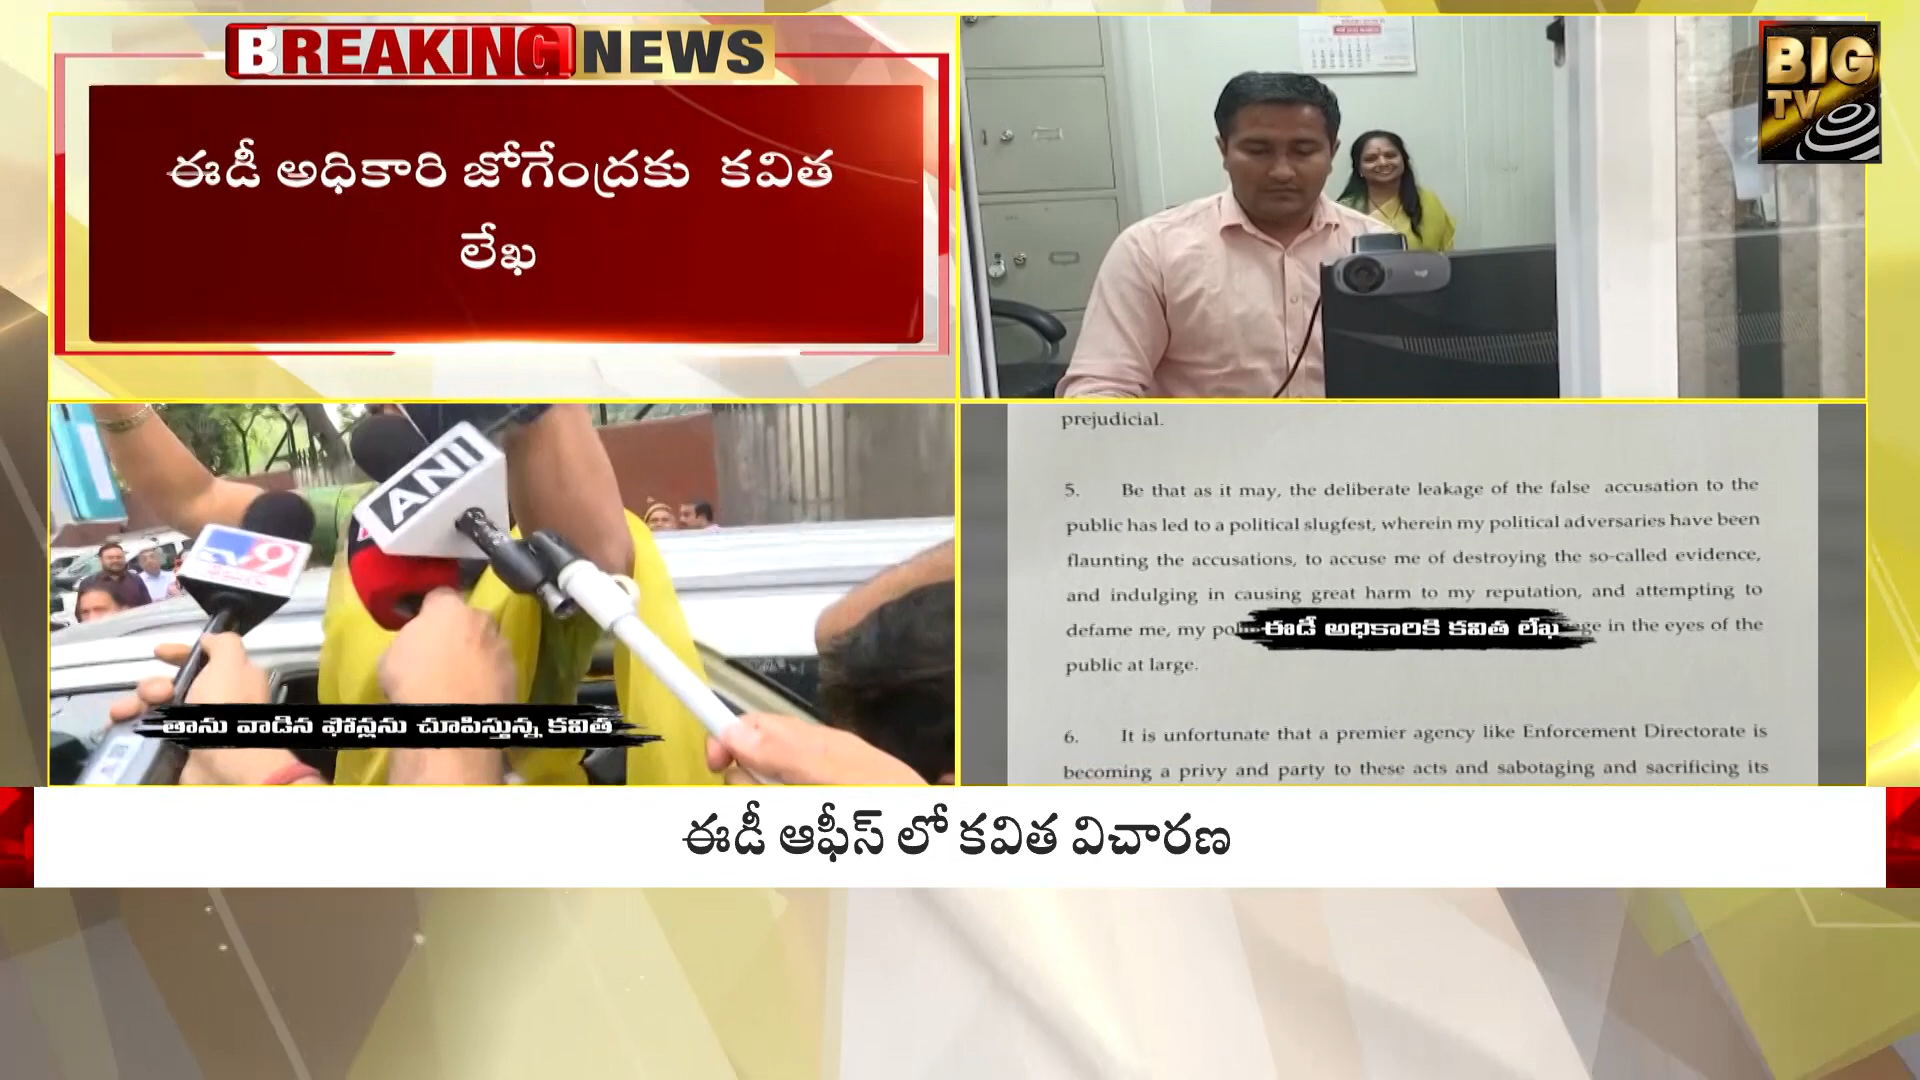 BREAKING NEWS
ఈడీ అధికారి జోగేంద్రకు కవిత
లేఖ
BIG
TV
ANI
TV9
తాను వాడిన ఫోన్లను చూపిస్తున్న కవిత
prejudicial.
5. Be that as it may, the deliberate leakage of the false accusation to the
public has led to a political slugfest, wherein my political adversaries have been
flaunting the accusations, to accuse me of destroying the so-called evidence,
and indulging in causing great harm to my reputation, and attempting to
defame me, my in the eyes of the
ఈడీ అధికారికి కవిత లేఖ
public at large.
6. It is unfortunate that a premier agency like Enforcement Directorate is
becoming a privy and party to these acts and sabotaging and sacrificing its
ఈడీ ఆఫీస్ లో కవిత విచారణ